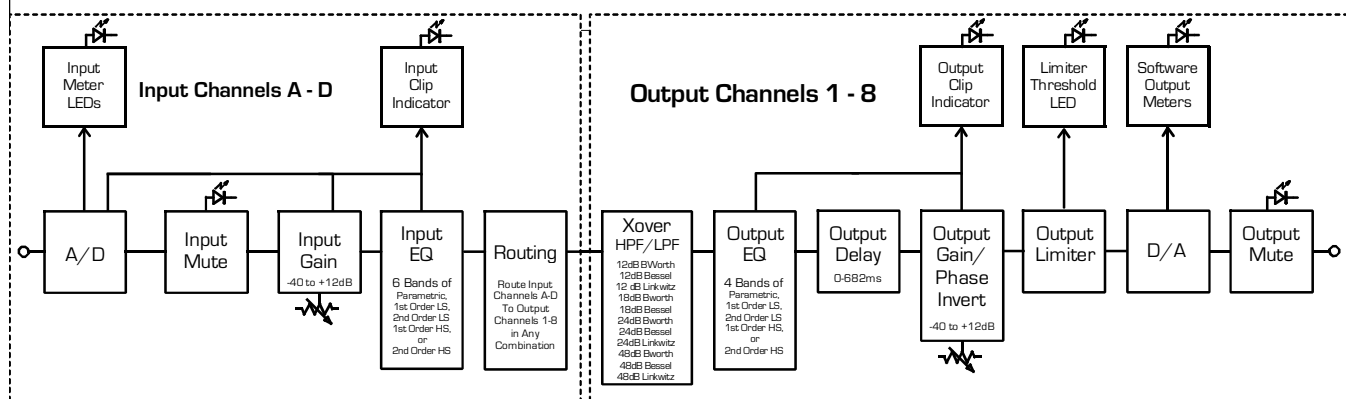 Input
Meter
LEDs
Input Channels A - D
Input
Clip
Indicator
Output Channels 1 - 8
Output
Clip
Indicator
Limiter
Threshold
LED
Software
Output
Meters
A/D
Input
Mute
Input
Gain
-40 to +12dB
Input
EQ
6 Bands of
Parametric,
1st Order LS,
2nd Order LS
1st Order HS,
or
2nd Order HS
Routing
Route Input
Channels A-D
To Output
Channels 1-8
in Any
Combination
Xover
HPF/LPF
12dB BWorth
12dB Bessel
12 dB Linkwitz
18dB Bworth
18dB Bessel
24dB Bworth
24dB Bessel
24dB Linkwitz
48dB Bworth
48dB Bessel
48dB Linkwitz
Output
EQ
4 Bands of
Parametric,
1st Order LS,
2nd Order LS
1st Order HS,
or
2nd Order HS
Output
Delay
0-682ms
Output
Gain/
Phase
Invert
-40 to +12dB
Output
Limiter
D/A
Output
Mute